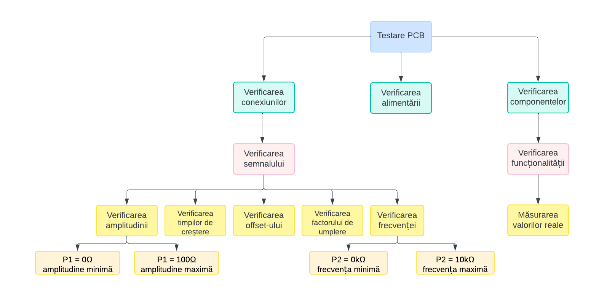 Testare PCB
Verificarea
conexiunilor
Verificarea
alimentării
Verificarea
componentelor
Verificarea
semnalului
Verificarea
funcționalității
Verificarea
amplitudinii
Verificarea
timpilor de
creștere
Verificarea
offset-ului
Verificarea
factorului de
umplere
Verificarea
frecvenței
Măsurarea
valorilor reale
P1 = 0Ω
amplitudine minimă
P1 = 100Ω
amplitudine maximă
P2 = 0kΩ
frecvența minimă
P2 = 10kΩ
frecvența maximă